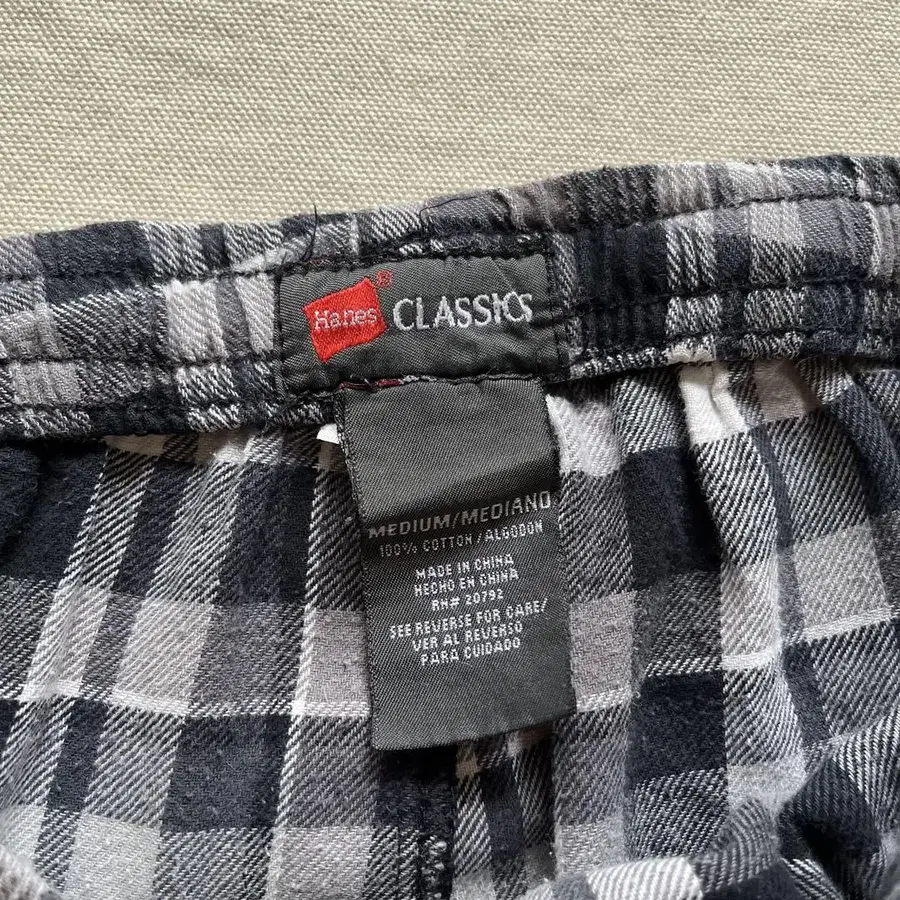 Hanes® CLASSICS
MEDIUM/MEDIANO
100% COTTON/ALGODON
MADE IN CHINA
HECHO EN CHINA
RN# 20792
SEE REVERSE FOR CARE/
VER AL REVERSO
PARA CUIDADO